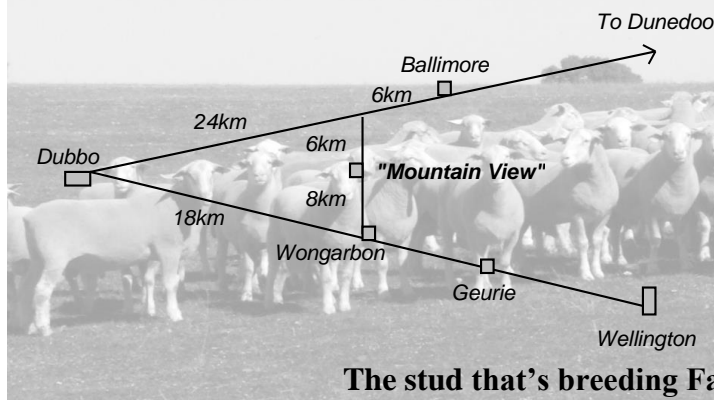 To Dunedoo
Ballimore
6km
24km
6km
Dubbo
"Mountain View"
8km
18km
Wongarbon
Geurie
Wellington
The stud that’s breeding